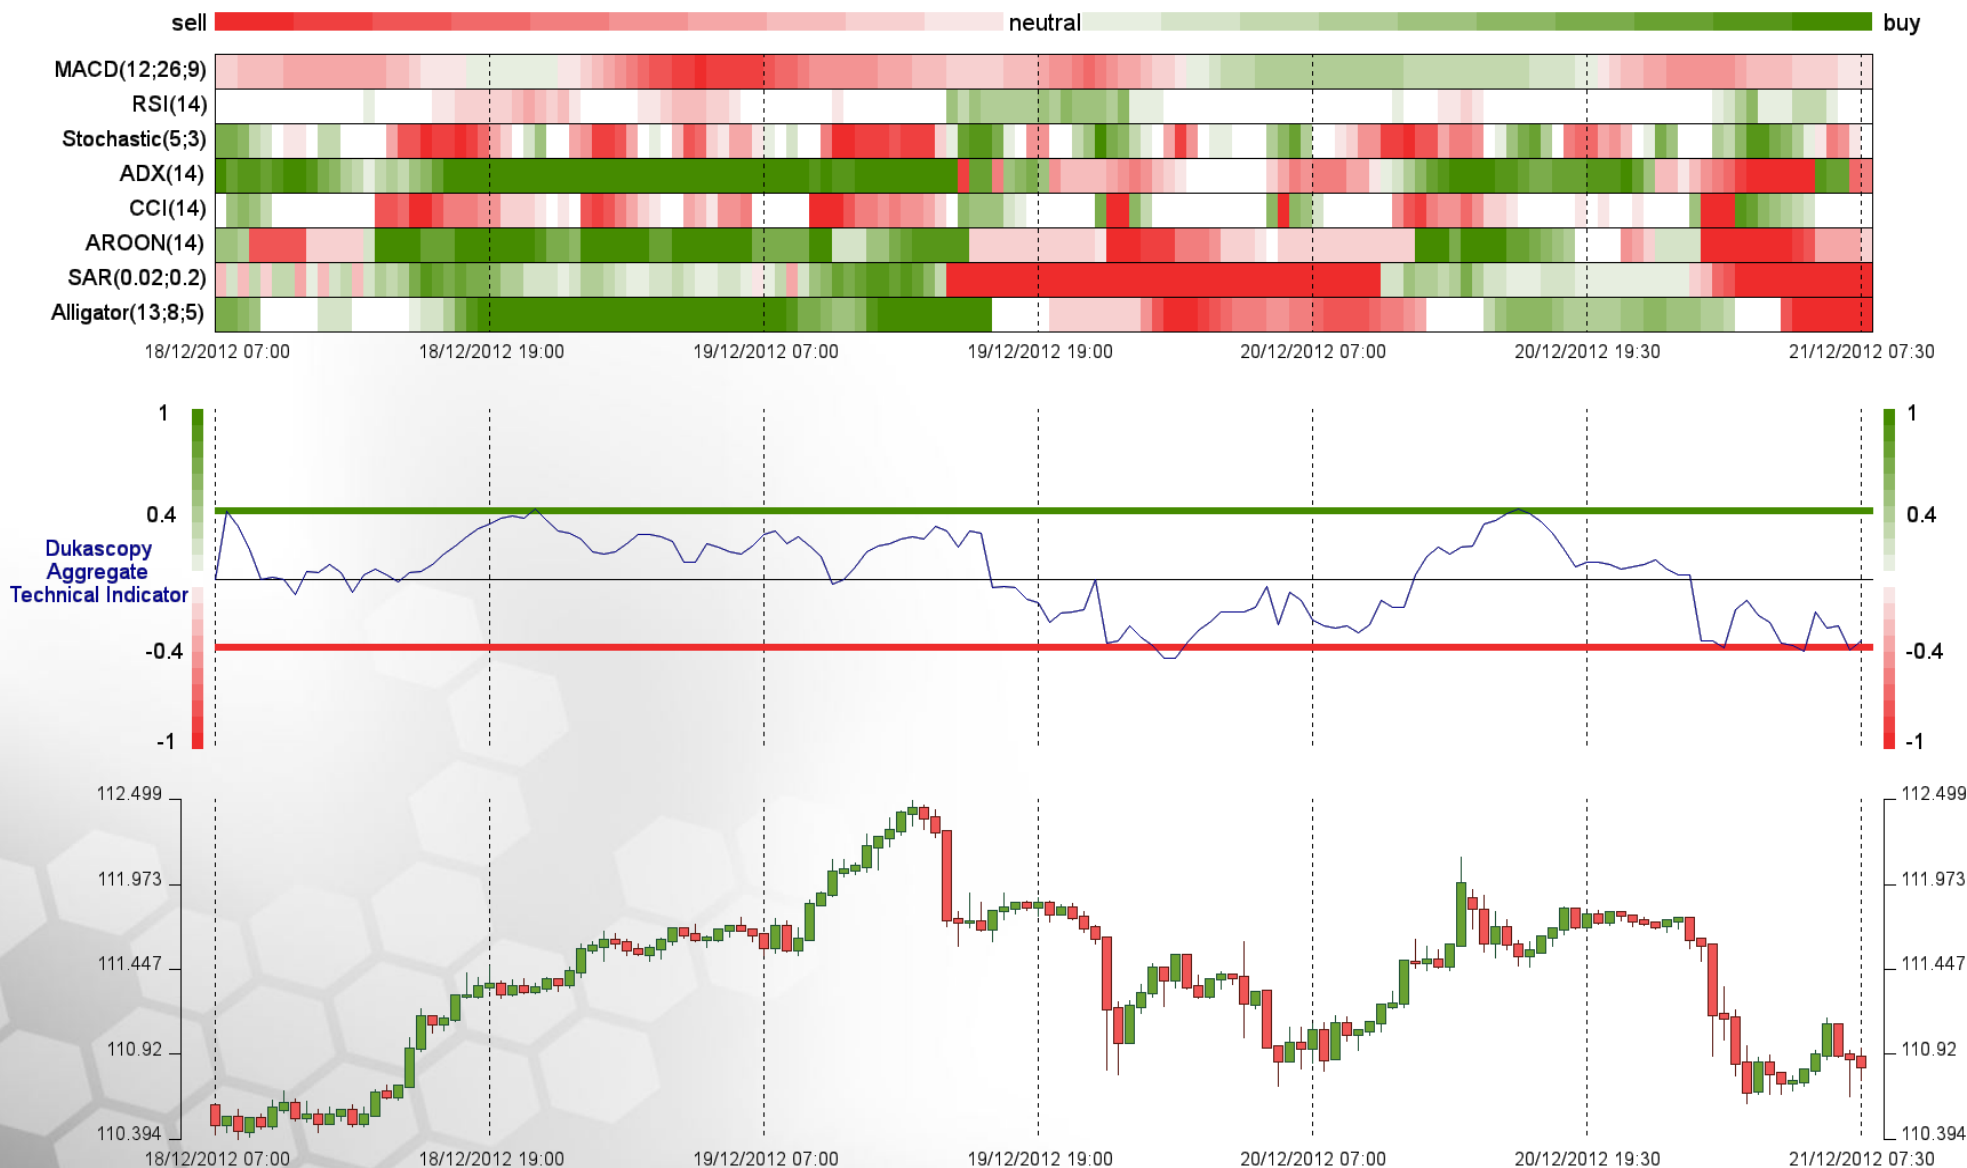 sell neutral buy
MACD(12;26;9)
RSI(14)
Stochastic(5;3)
ADX(14)
CCI(14)
AROON(14)
SAR(0.02;0.2)
Alligator(13;8;5)
18/12/2012 07:00 18/12/2012 19:00 19/12/2012 07:00 19/12/2012 19:00 20/12/2012 07:00 20/12/2012 19:30 21/12/2012 07:30
1 1
0.4 0.4
Dukascopy
Aggregate
Technical Indicator
-0.4 -0.4
-1 -1
112.499 112.499
111.973 111.973
111.447 111.447
110.92 110.92
110.394 110.394
18/12/2012 07:00 18/12/2012 19:00 19/12/2012 07:00 19/12/2012 19:00 20/12/2012 07:00 20/12/2012 19:30 21/12/2012 07:30